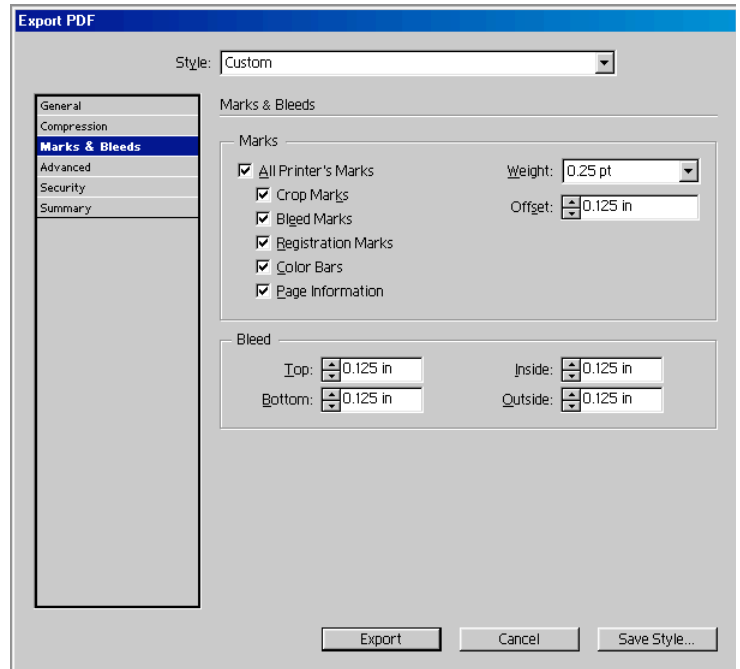 Export PDF
Style: Custom
General
Compression
Marks & Bleeds
Advanced
Security
Summary
Marks & Bleeds
Marks
All Printer's Marks
Crop Marks
Bleed Marks
Registration Marks
Color Bars
Page Information
Weight: 0.25 pt
Offset: 0.125 in
Bleed
Top: 0.125 in Inside: 0.125 in
Bottom: 0.125 in Outside: 0.125 in
Export Cancel Save Style...